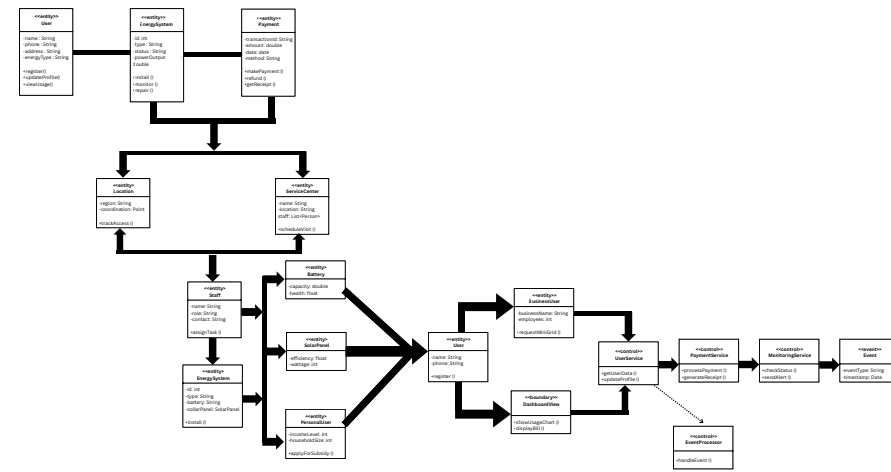 <<entity>>
User
-name : String
-phone : String
-address : String
-energyType : String
+register()
+updateProfile()
+viewUsage()
<<entity>>
EnergySystem
-id: int
-type : String
-status : String
-powerOutput :
double
+install ()
+monitor ()
+repair ()
<<entity>>
Payment
-transactionId: String
-amount: double
-date: date
-method: String
+makePayment ()
+refund ()
+getReceipt ()
<<entity>
Location
-region: String
-coordination: Point
+trackAccess ()
<<entity>
ServiceCenter
-name: String
-location: String
staff: List<Person>
+scheduleVisit ()
<<entity>
Staff
-name: String
-role: String
-contact: String
+assignTask ()
<<entity>
EnergySystem
-id: int
-type: String
-battery: String
-solarPanel: SolarPanel
+install ()
<<entity>
Battery
-capacity: double
-health: float
<<entity>
SolarPanel
-efficiency: float
-wattage: int
<<entity>
PersonalUser
-incomeLevel: int
-householdSize: int
+applyForSubsidy ()
<<entity>
User
-name: String
-phone: String
+register ()
<<entity>
BusinessUser
-businessName: String
-employees: int
+requestMiniGrid ()
<<boundary>
DashboardView
+showUsageChart ()
+displayBill ()
<<control>
UserService
+getUserData ()
+updateProfile ()
<<control>
PaymentService
+processPayment ()
+generateReceipt ()
<<control>
MonitoringService
+checkStatus ()
+sendAlert ()
<<event>
Event
-eventType: String
-timestamp: Date
<<control>
EventProcessor
+handleEvent ()